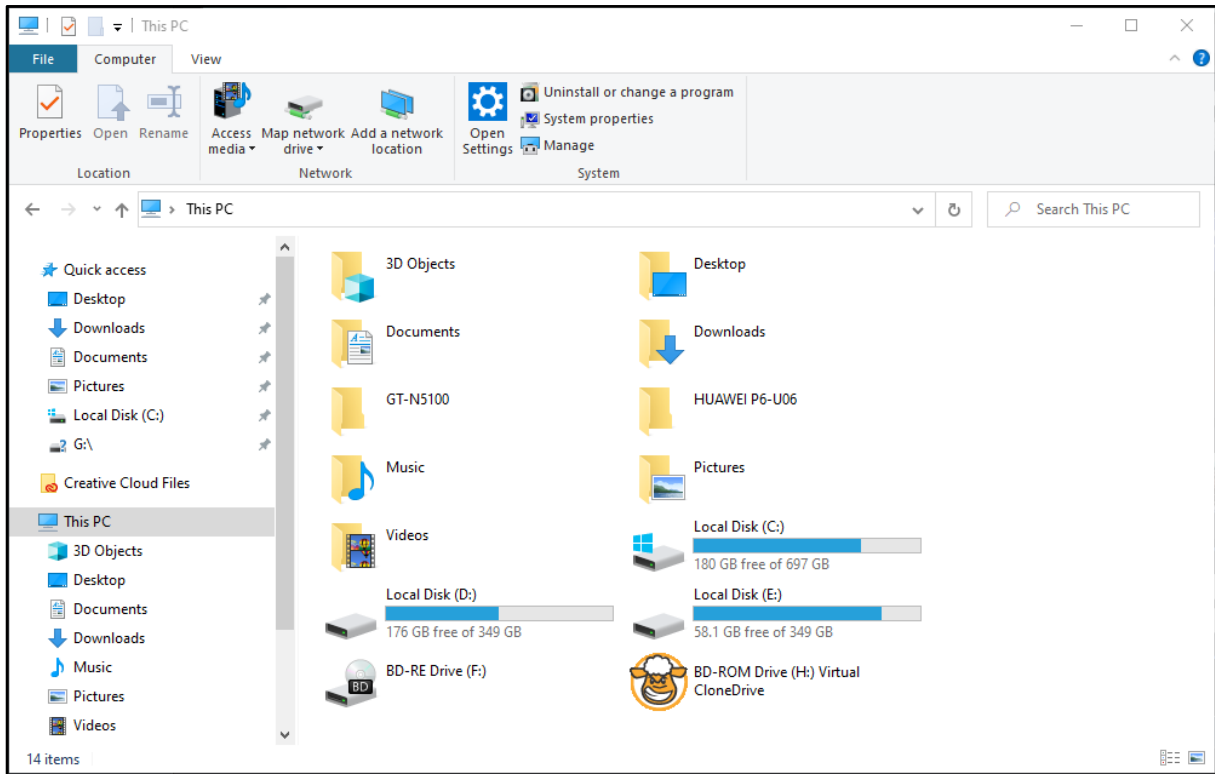 This PC
File Computer View
Properties Open Rename Access media Map network drive Add a network location Open Settings Uninstall or change a program
System properties
Manage
Location Network System
This PC Search This PC
Quick access
Desktop
Downloads
Documents
Pictures
Local Disk (C:)
G:\
Creative Cloud Files
This PC
3D Objects
Desktop
Documents
Downloads
Music
Pictures
Videos
3D Objects Desktop
Documents Downloads
GT-N5100 HUAWEI P6-U06
Music Pictures
Videos Local Disk (C:)
180 GB free of 697 GB
Local Disk (D:) Local Disk (E:)
176 GB free of 349 GB 58.1 GB free of 349 GB
BD-RE Drive (F:) BD-ROM Drive (H:) Virtual
BD CloneDrive
14 items